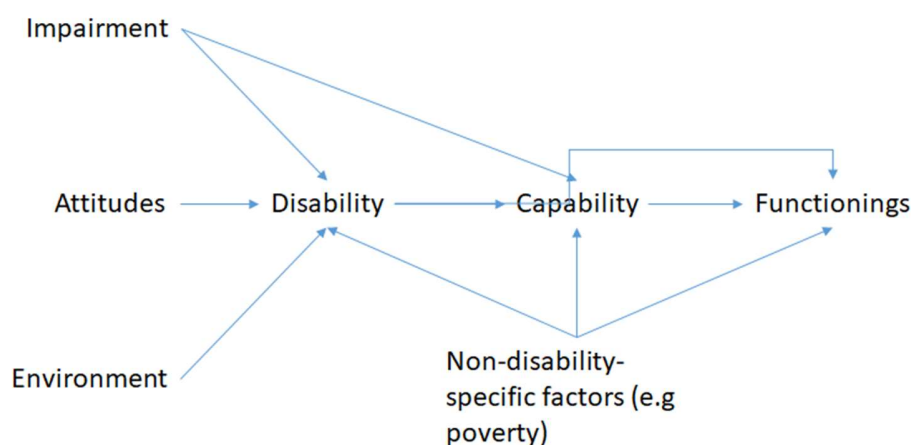 Impairment
Attitudes
Disability
Capability
Functionings
Environment
Non-disability-
specific factors (e.g
poverty)